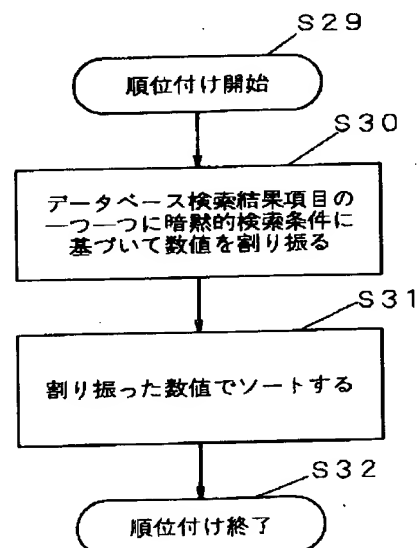 S29
順位付け開始
S30
データベース検索結果項目の
一つ一つに暗黙的検索条件に
基づいて数値を割り振る
S31
割り振った数値でソートする
S32
順位付け終了